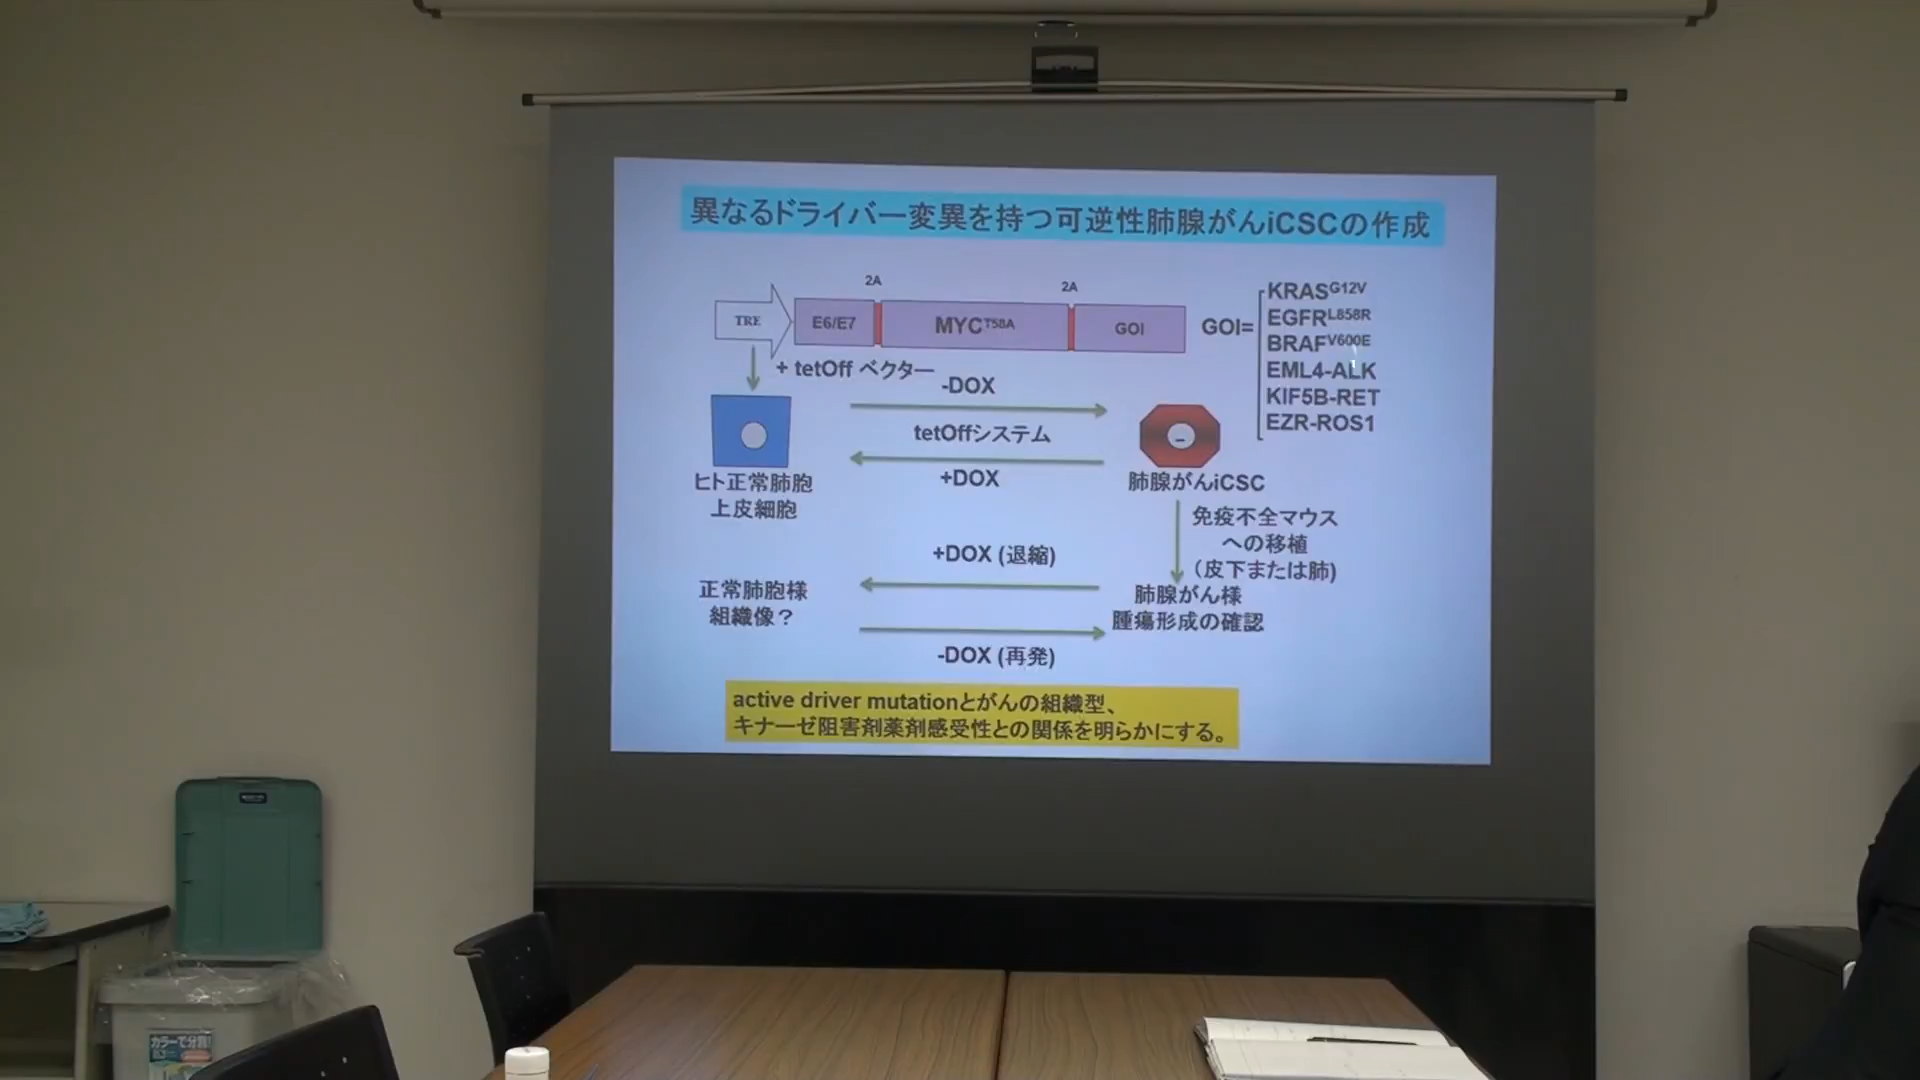 異なるドライバー変異を持つ可逆性肺腺がんiCSCの作成
2A
2A
TRE
E6/E7
MYCT58A
GOI
GOI=
KRASG12V
EGFRL858R
BRAFV600E
EML4-ALK
KIF5B-RET
EZR-ROS1
+ tetOff ベクター
-DOX
tetOffシステム
+DOX
ヒト正常肺胞
上皮細胞
肺腺がんiCSC
免疫不全マウス
への移植
（皮下または肺）
+DOX (退縮)
正常肺胞様
組織像？
肺腺がん様
腫瘍形成の確認
-DOX (再発)
active driver mutationとがんの組織型、
キナーゼ阻害剤薬剤感受性との関係を明らかにする。
カラーで分別!